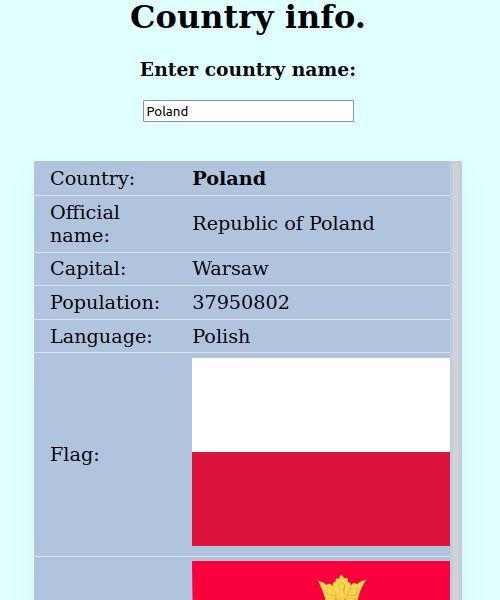 Country info.
Enter country name:
Poland
Country: Poland
Official
name: Republic of Poland
Capital: Warsaw
Population: 37950802
Language: Polish
Flag: